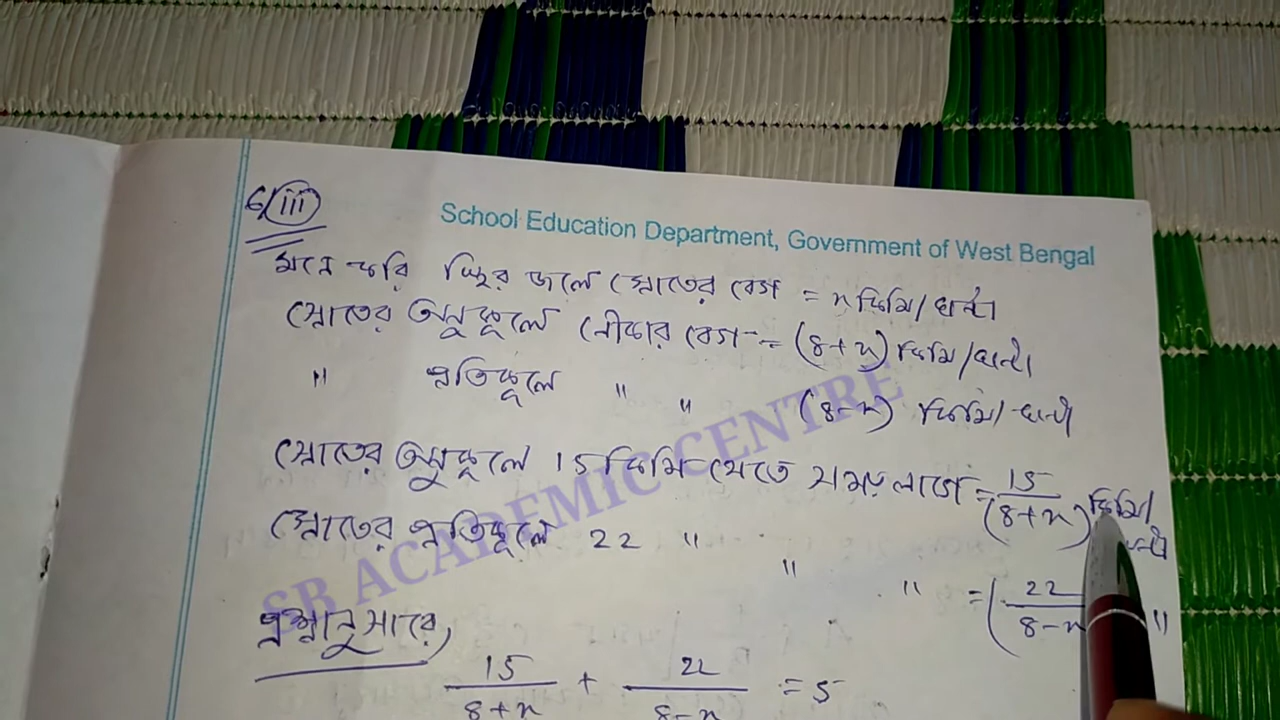 6(iii)
School Education Department, Government of West Bengal
মনে করি স্থির জলে স্রোতের বেগ = x কিমি/ঘন্টা
স্রোতের অনুকূলে নৌকার বেগ = (8+x) কিমি/ঘন্টা
" প্রতিকূলে " " (8-x) কিমি/ঘন্টা
স্রোতের অনুকূলে 15 কিমি যেতে সময় লাগে = 15/(8+x) কিমি/
ঘন্টা
স্রোতের প্রতিকূলে 22 " " " = (22/8-x "
প্রশ্নানুসারে,
15/8+x + 22/8-x = 5
SB ACADEMIC CENTRE